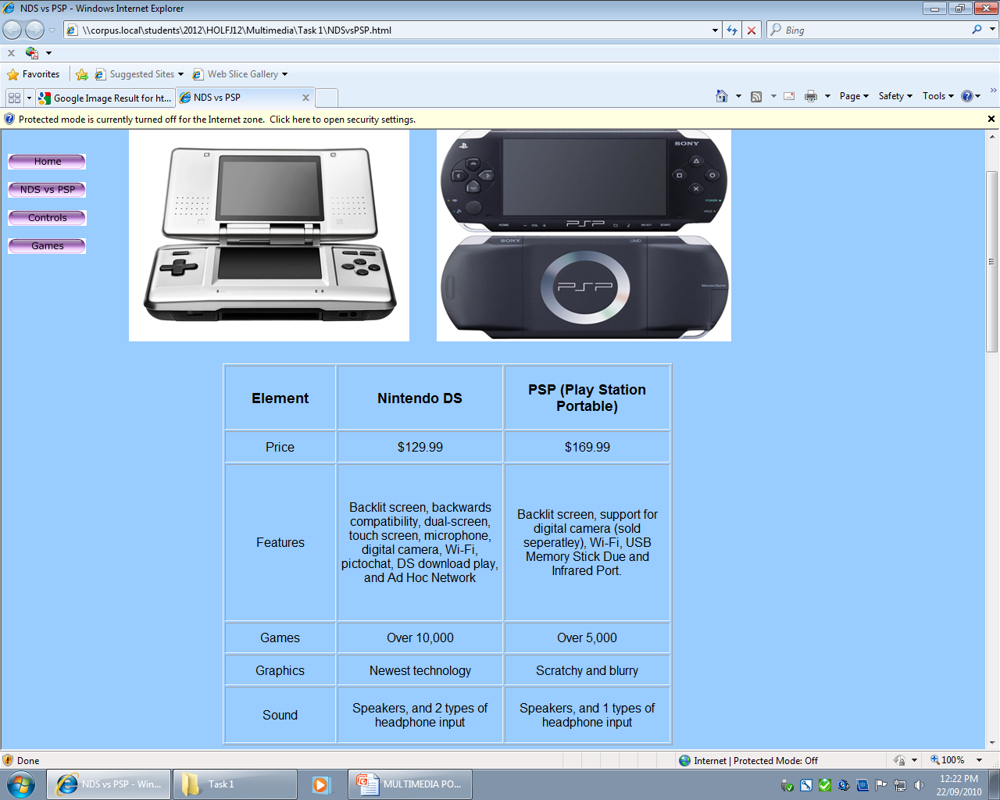 NDS vs PSP - Windows Internet Explorer
\\corpus.local\students\2012\HOLFJ12\Multimedia\Task 1\NDSvsPSP.html
Bing
Favorites
Suggested Sites
Web Slice Gallery
Google Image Result for ht...
NDS vs PSP
Page
Safety
Tools
Protected mode is currently turned off for the Internet zone.  Click here to open security settings.
Home
NDS vs PSP
Controls
Games
SONY
POWER
HOLD
HOME
VOL
PSP
SELECT
START
SONY
UMD
PSP
Element
Nintendo DS
PSP (Play Station
Portable)
Price
$129.99
$169.99
Features
Backlit screen, backwards
compatibility, dual-screen,
touch screen, microphone,
digital camera, Wi-Fi,
pictochat, DS download play,
and Ad Hoc Network
Backlit screen, support for
digital camera (sold
seperatley), Wi-Fi, USB
Memory Stick Due and
Infrared Port.
Games
Over 10,000
Over 5,000
Graphics
Newest technology
Scratchy and blurry
Sound
Speakers, and 2 types of
headphone input
Speakers, and 1 types of
headphone input
Done
Internet | Protected Mode: Off
100%
NDS vs PSP - Win...
Task 1
MULTIMEDIA PO...
12:22 PM
22/09/2010